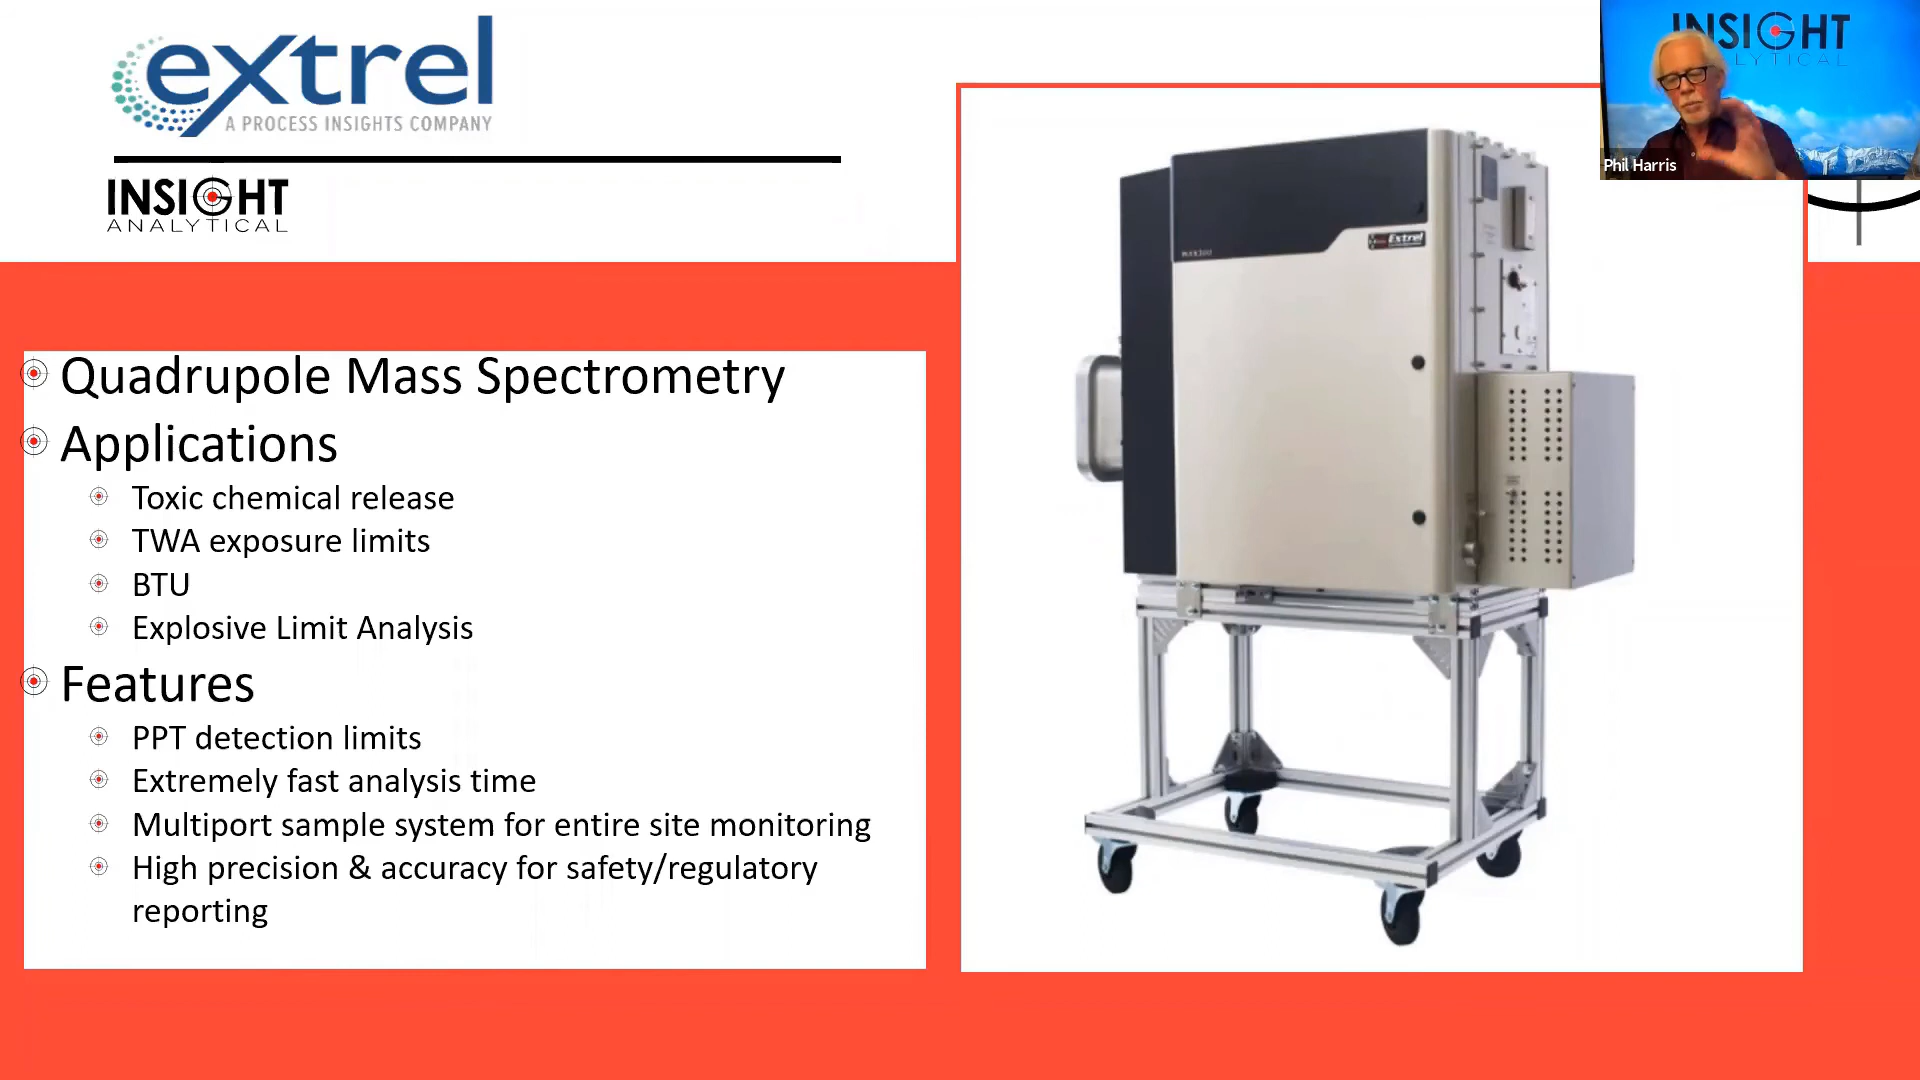 extrel
A PROCESS INSIGHTS COMPANY
INSIGHT
ANALYTICAL
INSIGHT
LYTICAL
Phil Harris
Extrel
Quadrupole Mass Spectrometry
Applications
Toxic chemical release
TWA exposure limits
BTU
Explosive Limit Analysis
Features
PPT detection limits
Extremely fast analysis time
Multiport sample system for entire site monitoring
High precision & accuracy for safety/regulatory
reporting